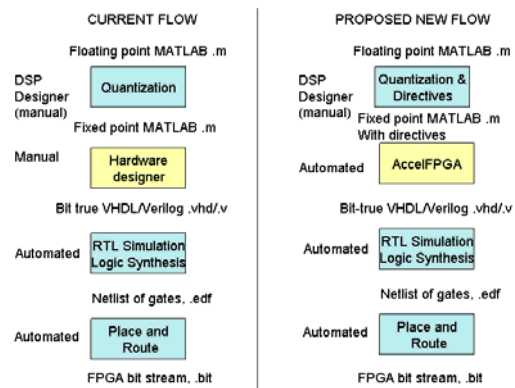 CURRENT FLOW
Floating point MATLAB .m
DSP
Designer
(manual)
Quantization
Fixed point MATLAB .m
Manual
Hardware
designer
Bit true VHDL/Verilog .vhd/.v
Automated
RTL Simulation
Logic Synthesis
Netlist of gates, .edf
Automated
Place and
Route
FPGA bit stream, .bit
PROPOSED NEW FLOW
Floating point MATLAB .m
DSP
Designer
(manual)
Quantization &
Directives
Fixed point MATLAB .m
With directives
Automated
AccelFPGA
Bit-true VHDL/Verilog .vhd/.v
Automated
RTL Simulation
Logic Synthesis
Netlist of gates, .edf
Automated
Place and
Route
FPGA bit stream, .bit